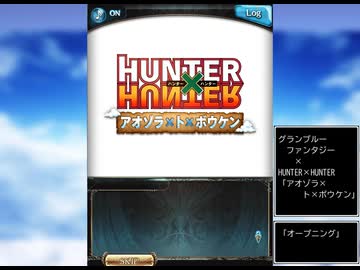 ON
Log
HUNTER
ハンター×ハンター
HUNTER
アオゾラ×ト×ボウケン
Skip
グランブルー
ファンタジー
×
HUNTER×HUNTER
「アオゾラ×
ト×ボウケン」
「オープニング」